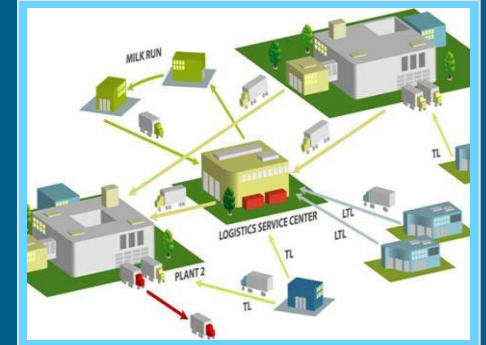 MILK RUN
TL
LTL
LOGISTICS SERVICE CENTER
LTL
TL
PLANT 2
TL